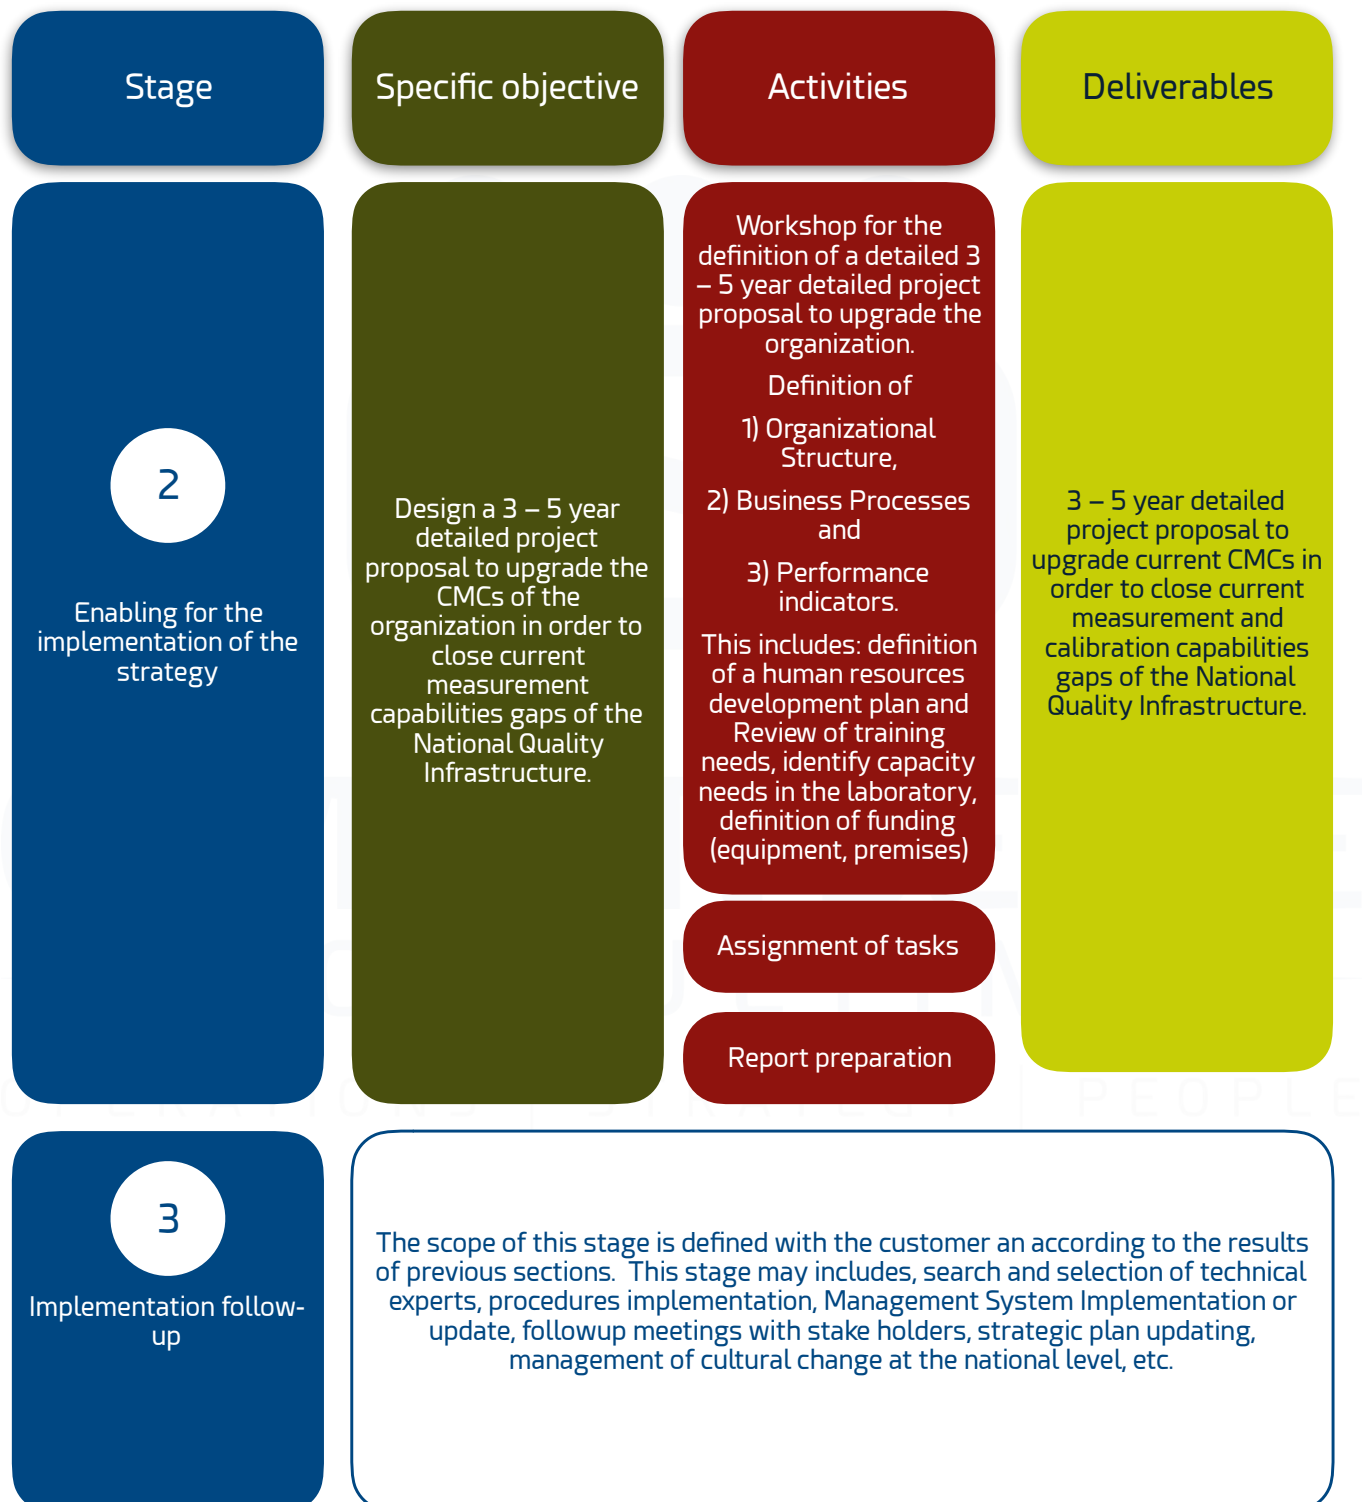 Stage
Specific objective
Activities
Deliverables
2
Enabling for the
implementation of the
strategy
Design a 3 – 5 year
detailed project
proposal to upgrade the
CMCs of the
organization in order to
close current
measurement
capabilities gaps of the
National Quality
Infrastructure.
Workshop for the
definition of a detailed 3
– 5 year detailed project
proposal to upgrade the
organization.
Definition of
1) Organizational
Structure,
2) Business Processes
and
3) Performance
indicators.
This includes: definition
of a human resources
development plan and
Review of training
needs, identify capacity
needs in the laboratory,
definition of funding
(equipment, premises)
Assignment of tasks
Report preparation
3 – 5 year detailed
project proposal to
upgrade current CMCs in
order to close current
measurement and
calibration capabilities
gaps of the National
Quality Infrastructure.
3
Implementation follow-
up
The scope of this stage is defined with the customer an according to the results
of previous sections.  This stage may includes, search and selection of technical
experts, procedures implementation, Management System Implementation or
update, followup meetings with stake holders, strategic plan updating,
management of cultural change at the national level, etc.
OPERATIONS | STRATEGY | PEOPLE